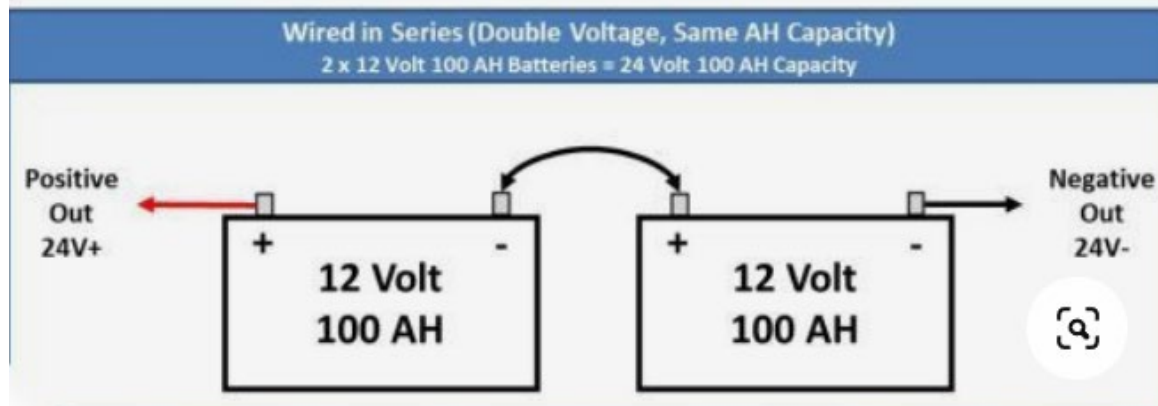 Wired in Series (Double Voltage, Same AH Capacity)
2 x 12 Volt 100 AH Batteries = 24 Volt 100 AH Capacity
Positive
Out
24V+
Negative
Out
24V-
+
-
12 Volt
100 AH
+
-
12 Volt
100 AH